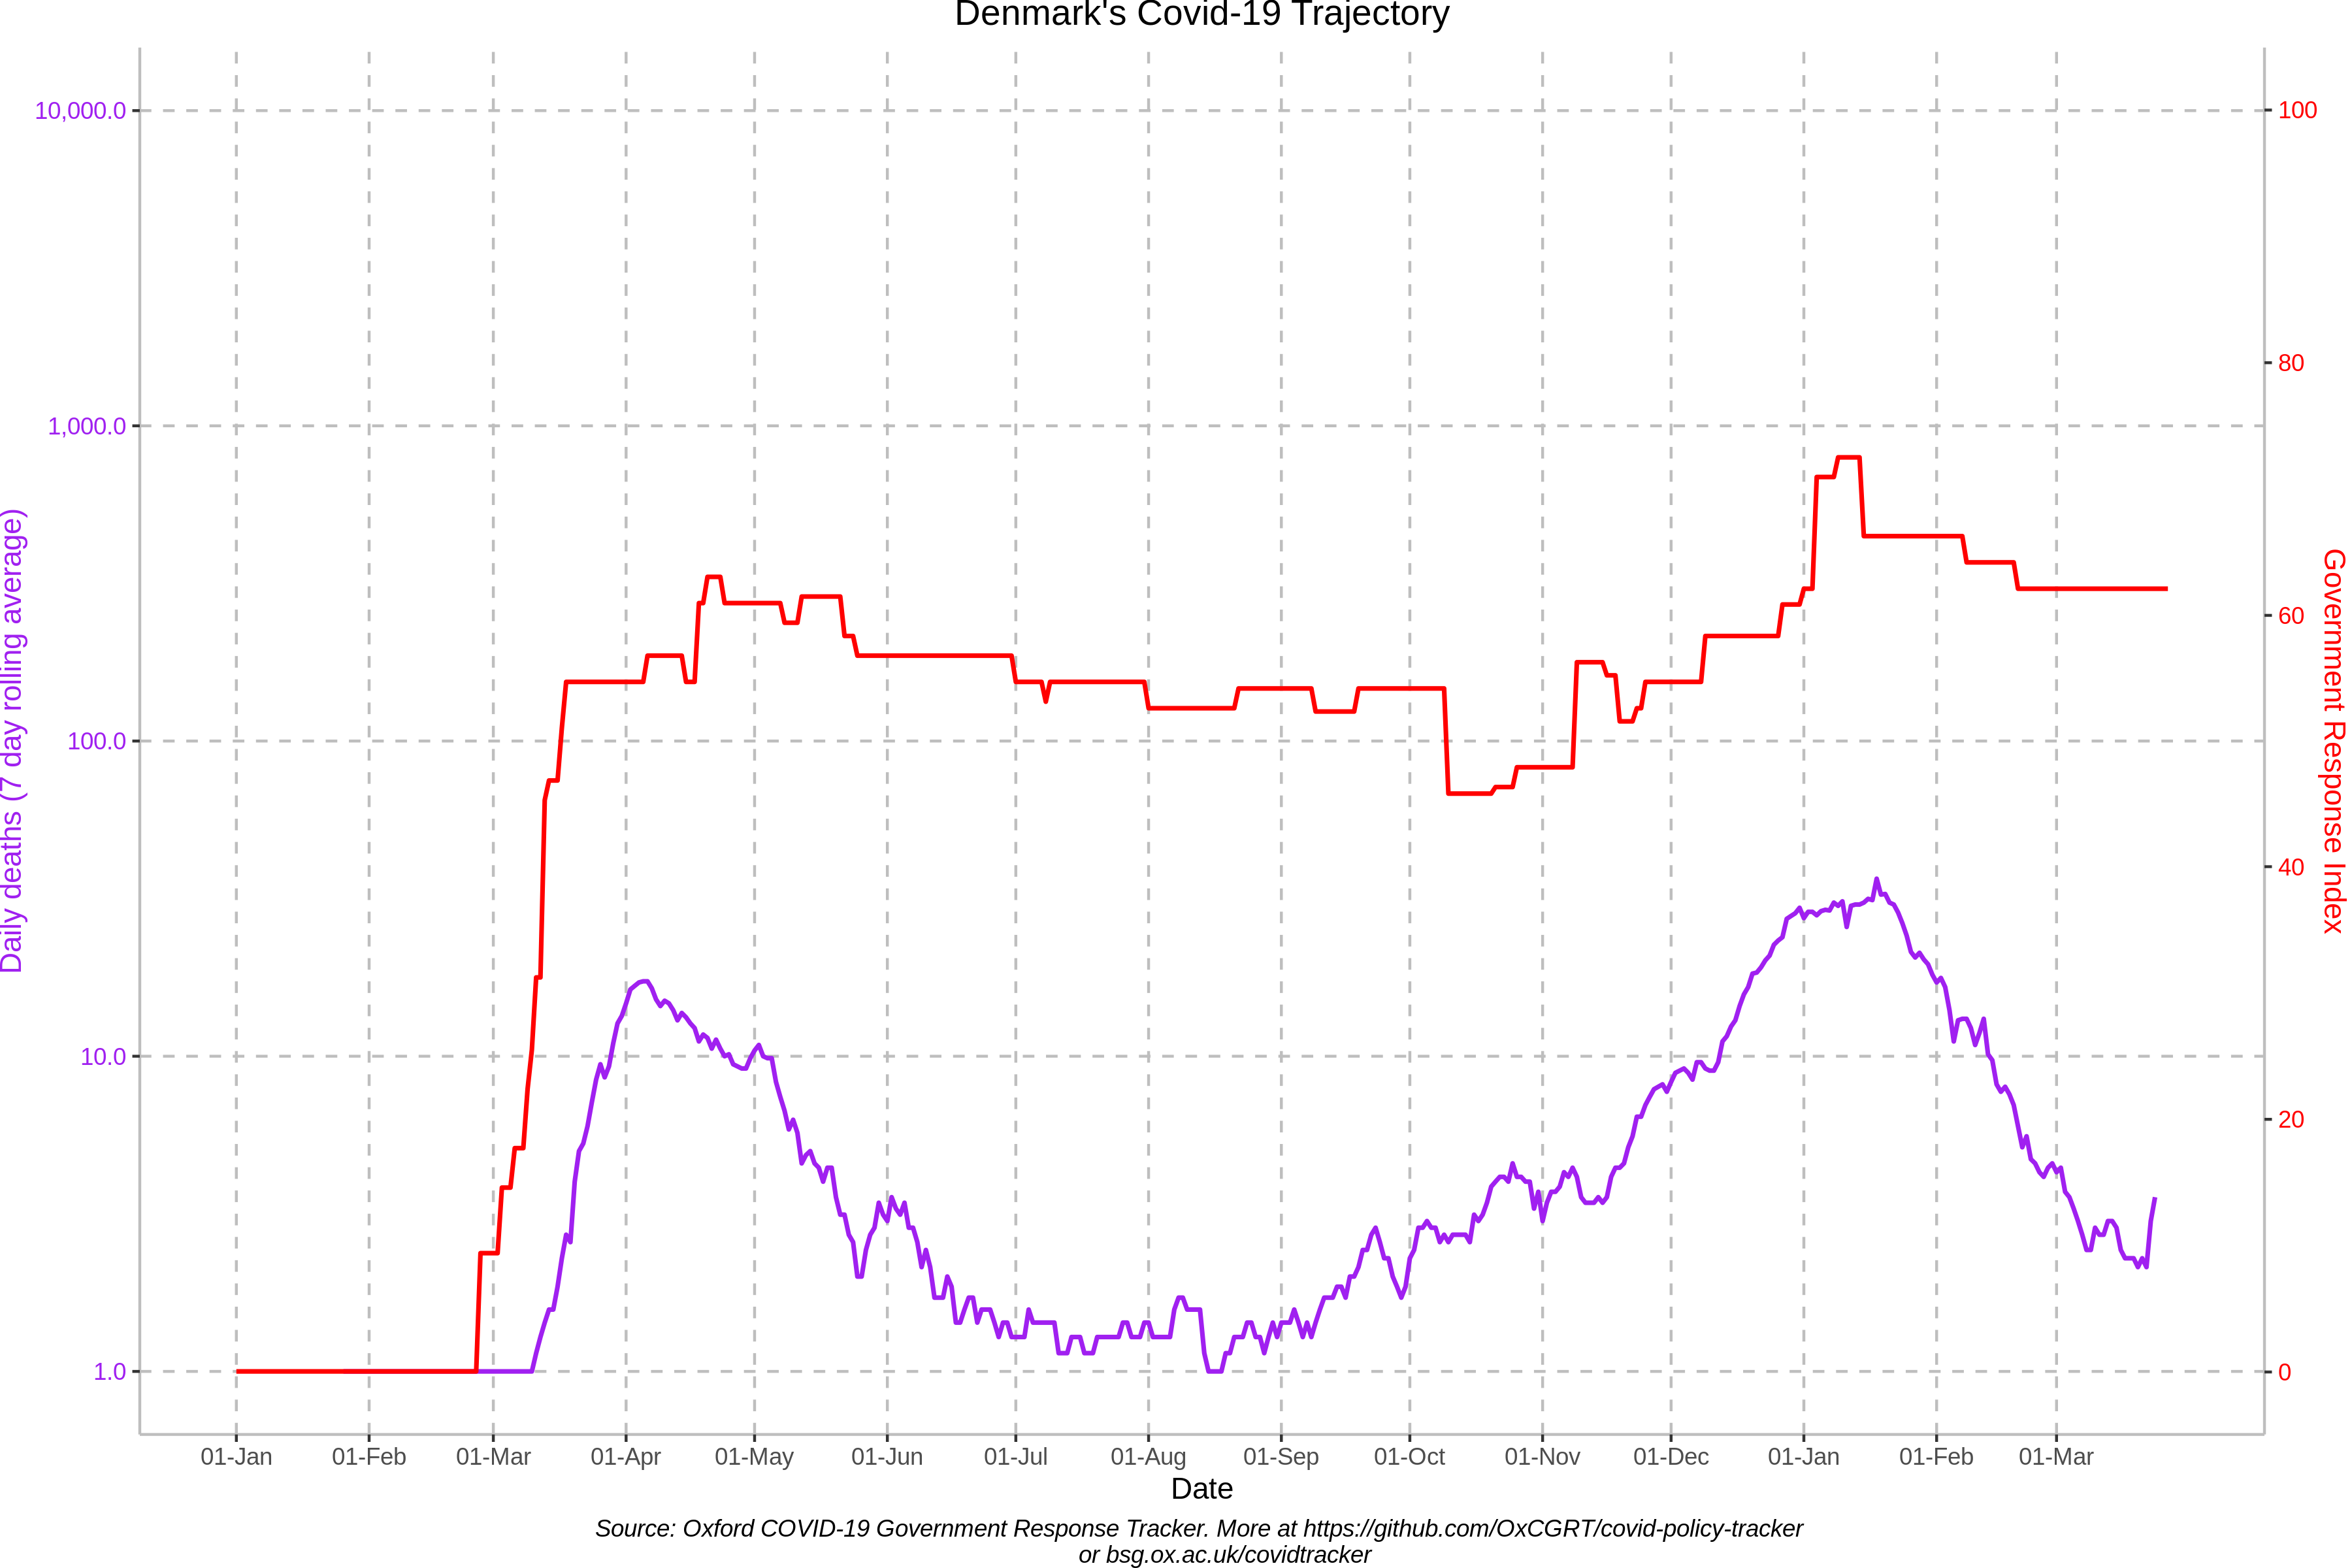 Denmark's Covid-19 Trajectory
10,000.0
1,000.0
100.0
10.0
1.0
Daily deaths (7 day rolling average)
100
80
60
40
20
0
Government Response Index
01-Jan 01-Feb 01-Mar 01-Apr 01-May 01-Jun 01-Jul 01-Aug 01-Sep 01-Oct 01-Nov 01-Dec 01-Jan 01-Feb 01-Mar
Date
Source: Oxford COVID-19 Government Response Tracker. More at https://github.com/OxCGRT/covid-policy-tracker
or bsg.ox.ac.uk/covidtracker